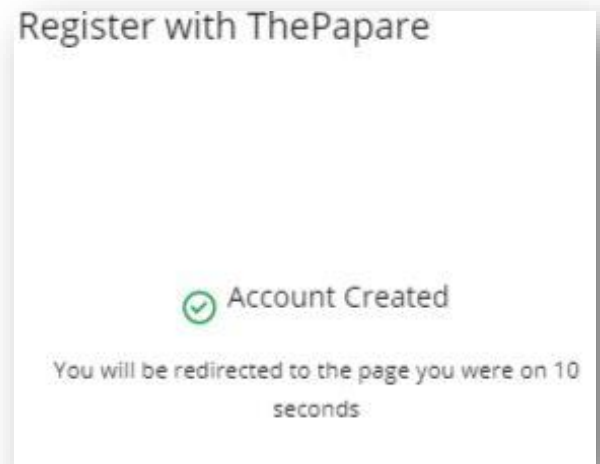 Register with ThePapare
Account Created
You will be redirected to the page you were on 10
seconds